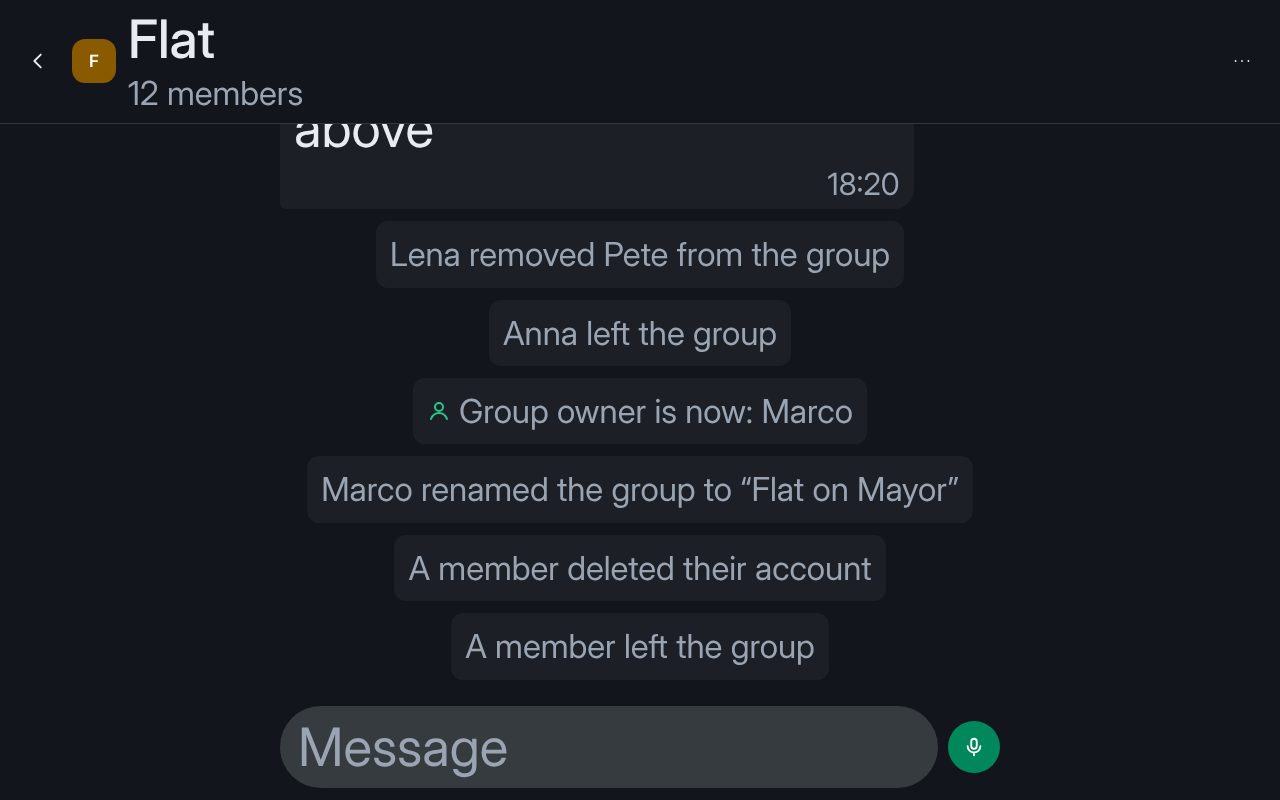 F
Flat
12 members
above
18:20
Lena removed Pete from the group
Anna left the group
Group owner is now: Marco
Marco renamed the group to “Flat on Mayor”
A member deleted their account
A member left the group
Message